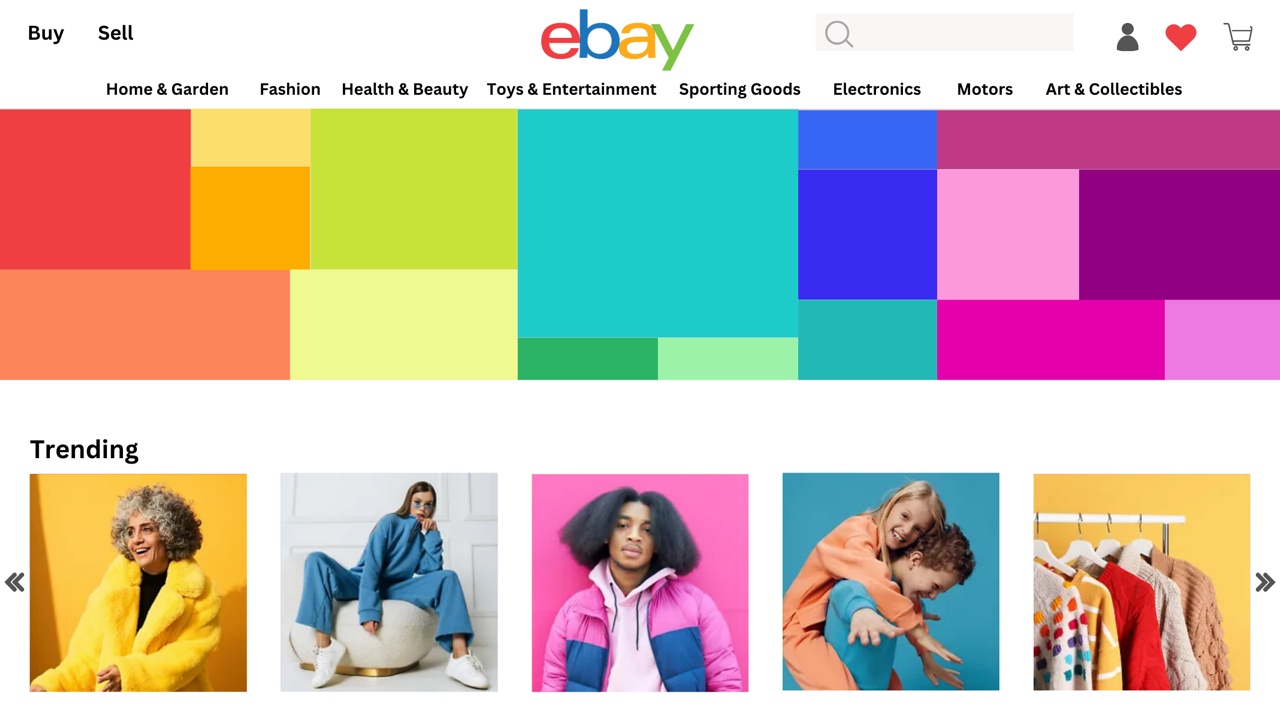 Buy Sell ebay
Home & Garden Fashion Health & Beauty Toys & Entertainment Sporting Goods Electronics Motors Art & Collectibles
Trending